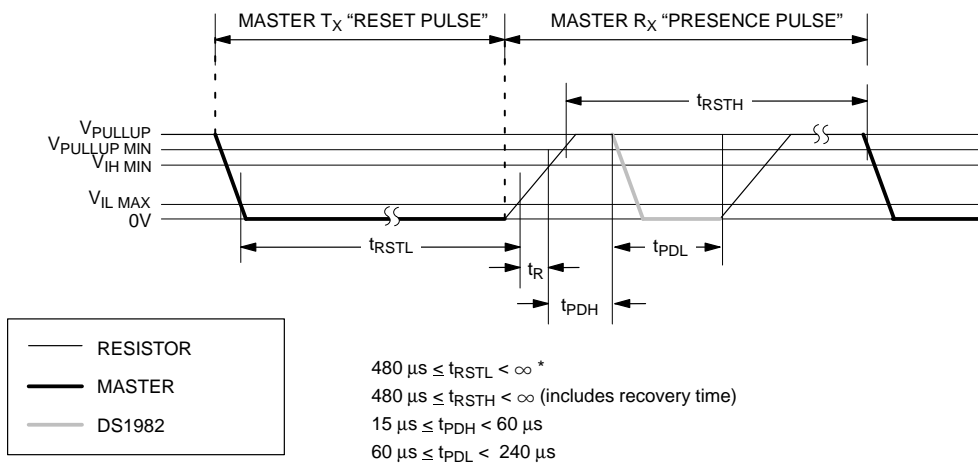 MASTER TX “RESET PULSE”
MASTER RX “PRESENCE PULSE”
tRSTH
VPULLUP
VPULLUP MIN
VIH MIN
VIL MAX
0V
tRSTL
tPDL
tR
tPDH
RESISTOR
MASTER
DS1982
480 μs ≤ tRSTL < ∞ *
480 μs ≤ tRSTH < ∞ (includes recovery time)
15 μs ≤ tPDH < 60 μs
60 μs ≤ tPDL < 240 μs